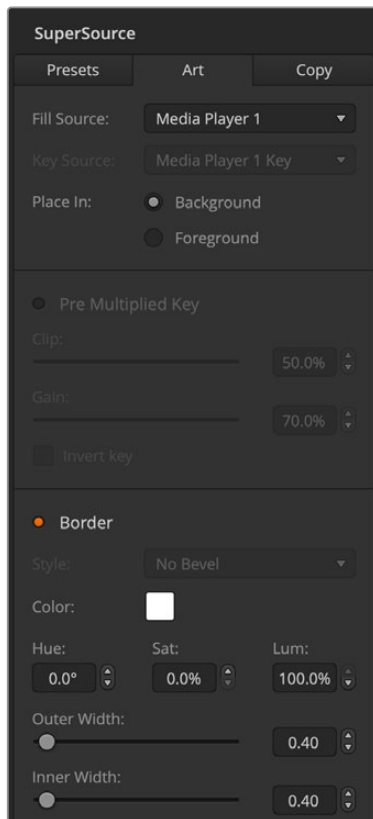 SuperSource
Presets Art Copy
Fill Source: Media Player 1
Key Source: Media Player 1 Key
Place In: Background
Foreground
Pre Multiplied Key
Clip:
50.0%
Gain:
70.0%
Invert key
Border
Style: No Bevel
Color:
Hue: Sat: Lum:
0.0° 0.0% 100.0%
Outer Width:
0.40
Inner Width:
0.40